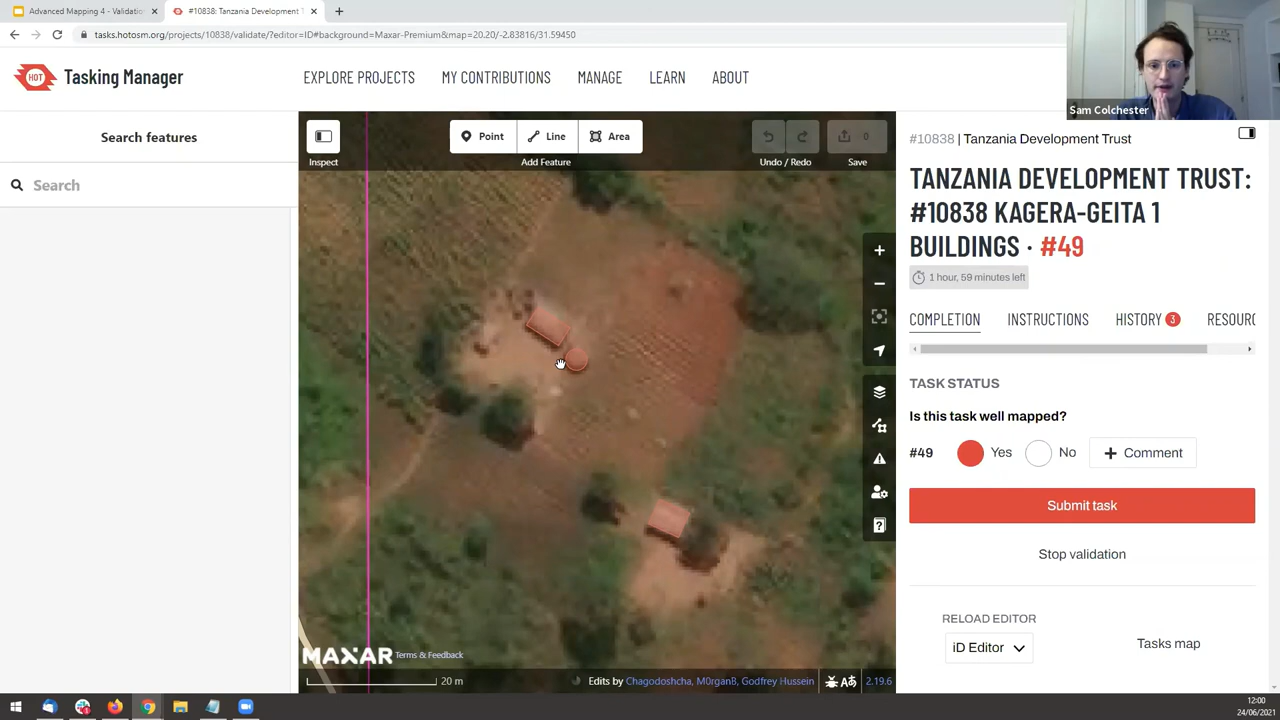 Advanced Mapping 4 - Validatio
#10838: Tanzania Development T
tasks.hotosm.org/projects/10838/validate/?editor=ID#background=Maxar-Premium&map=20.20/-2.83816/31.59450
HOT
Tasking Manager
EXPLORE PROJECTS
MY CONTRIBUTIONS
MANAGE
LEARN
ABOUT
Sam Colchester
Search features
Search
Inspect
Point
Line
Area
Add Feature
Undo / Redo
0
Save
#10838 | Tanzania Development Trust
TANZANIA DEVELOPMENT TRUST:
#10838 KAGERA-GEITA 1
BUILDINGS · #49
1 hour, 59 minutes left
COMPLETION
INSTRUCTIONS
HISTORY 3
RESOURC
TASK STATUS
Is this task well mapped?
#49
Yes
No
+ Comment
Submit task
Stop validation
RELOAD EDITOR
iD Editor
Tasks map
MAXAR
Terms & Feedback
20 m
Edits by Chagodoshcha, M0rgan8, Godfrey Hussein
2.19.6
12:00
24/06/2021